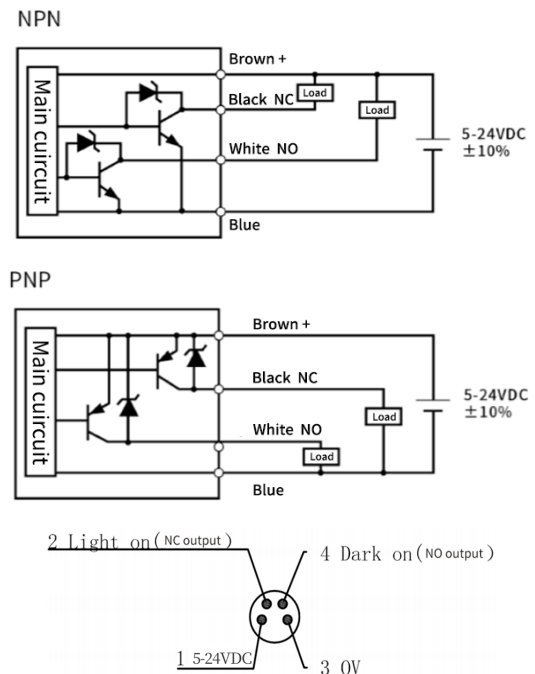 NPN
Brown +
Black NC
Load
Load
Main cuircuit
White NO
5-24VDC
±10%
Blue
PNP
Brown +
Main cuircuit
Black NC
5-24VDC
±10%
Load
White NO
Load
Blue
2 Light on( NC output )
4 Dark on( NO output )
1 5-24VDC
3 0V